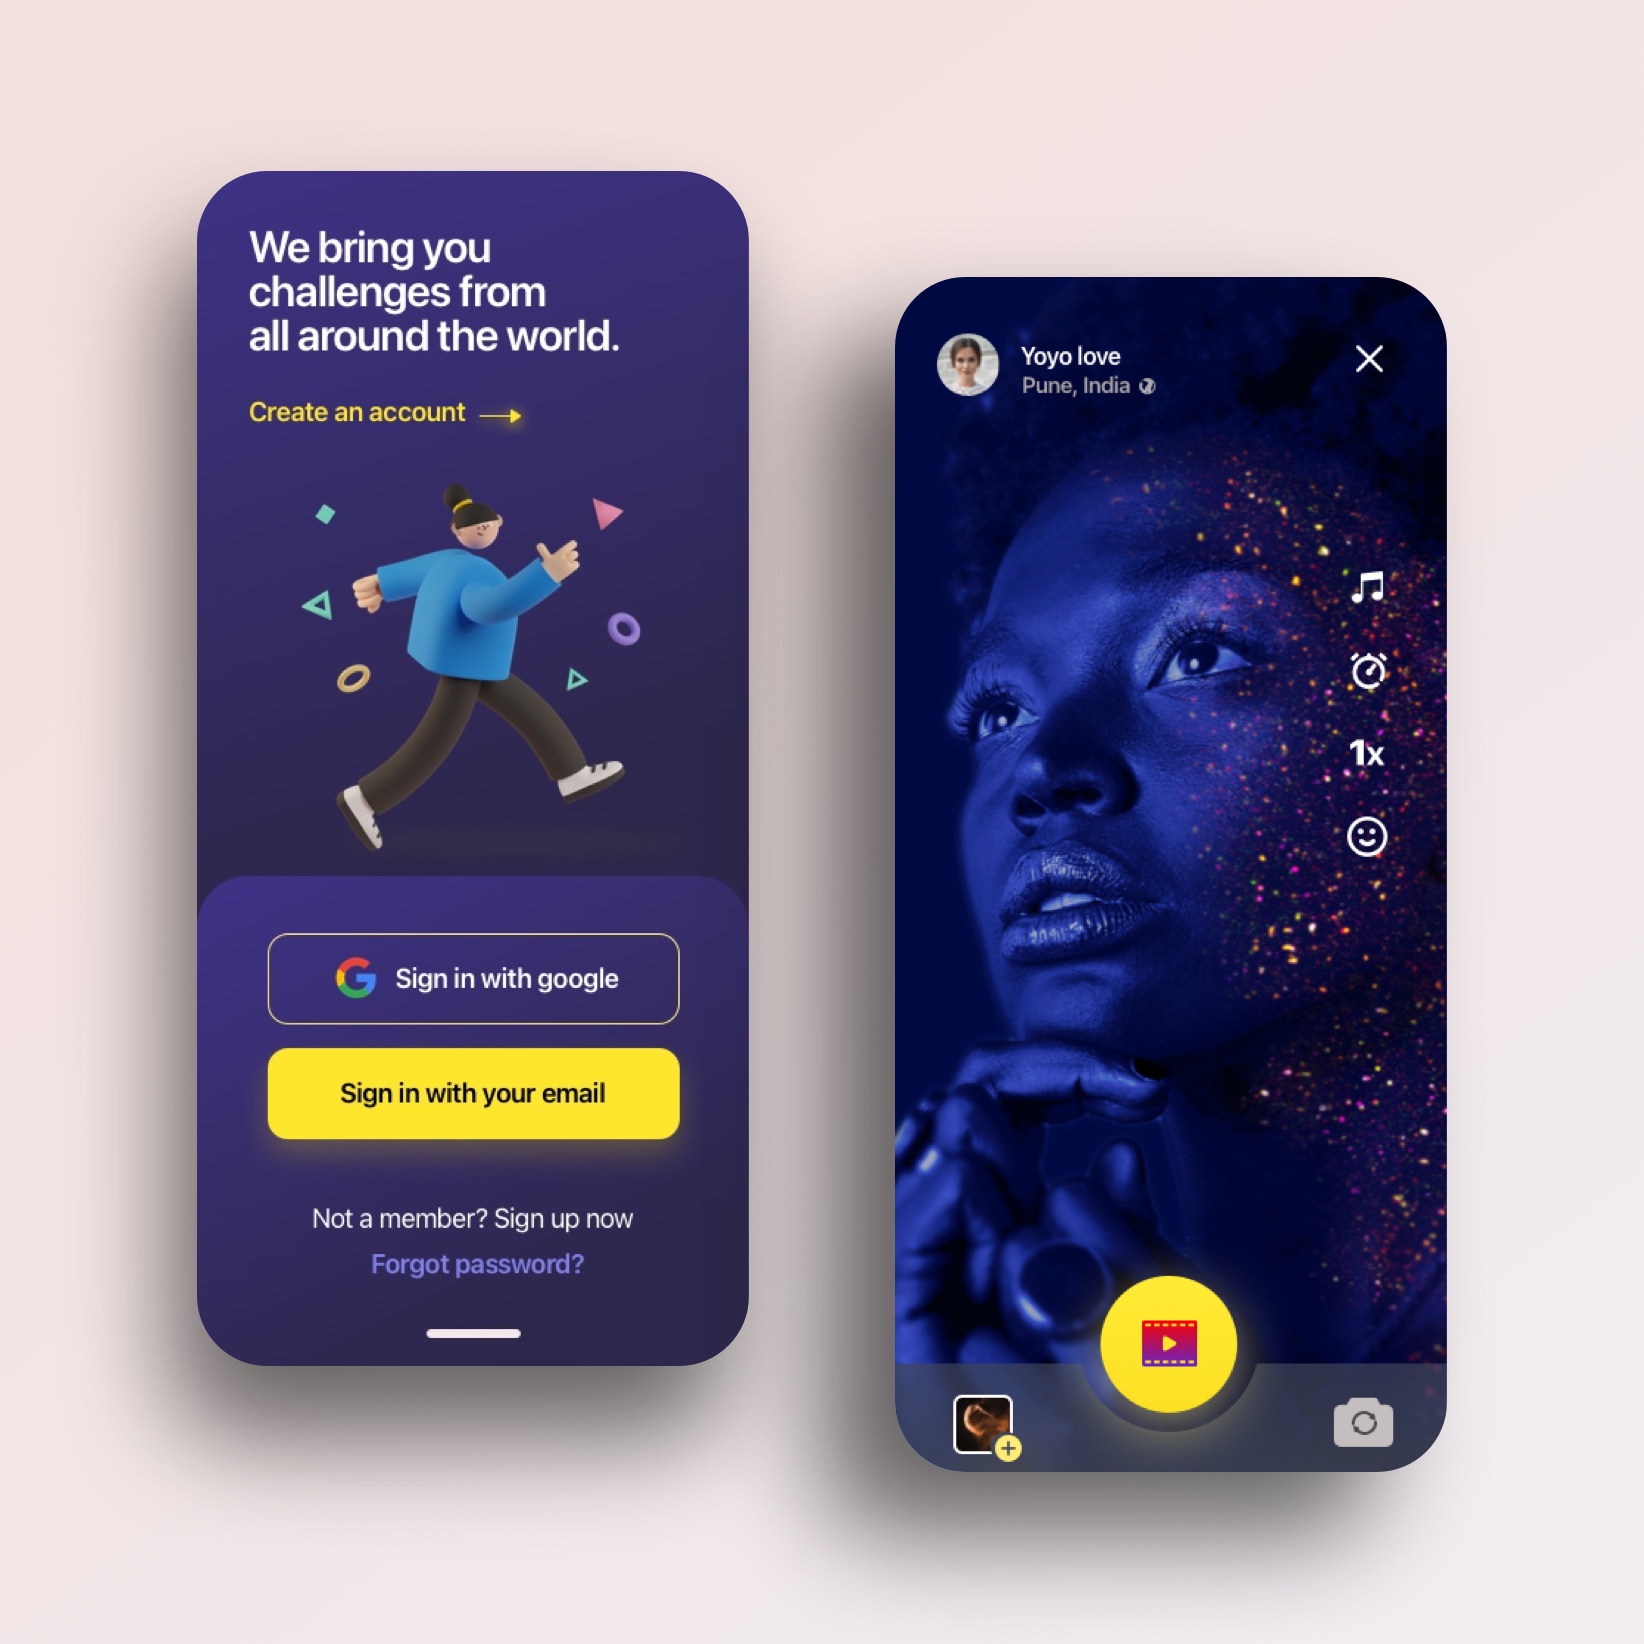 We bring you
challenges from
all around the world.
Create an account
Sign in with google
Sign in with your email
Not a member? Sign up now
Forgot password?
Yoyo love
Pune, India
1x